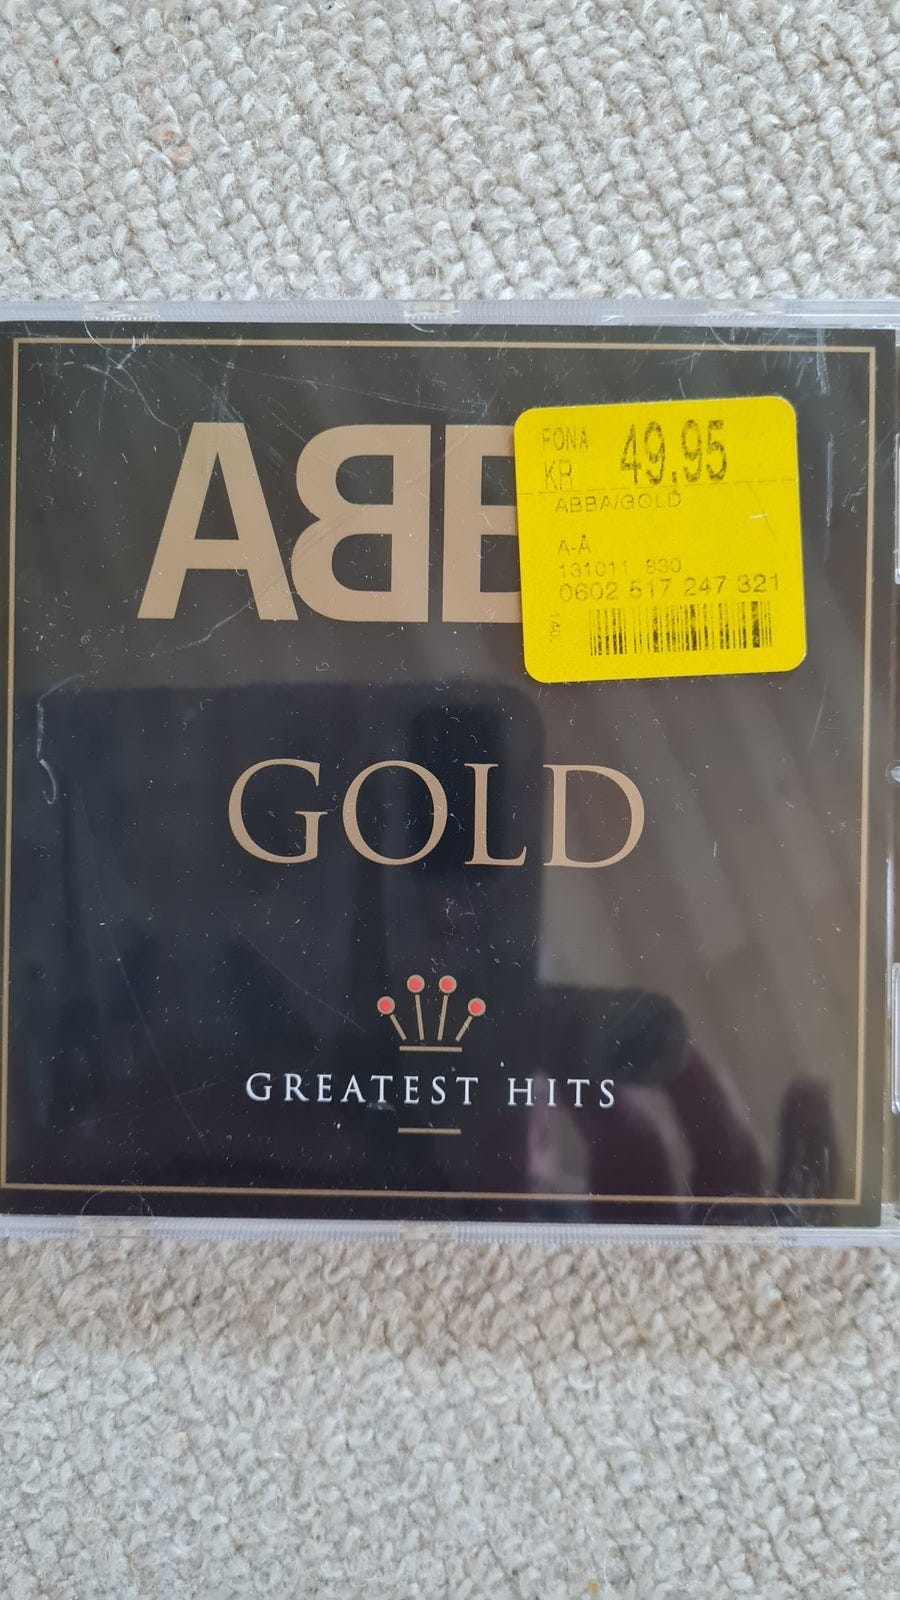 ABB
FONA
KR 49,95
ABBA/GOLD
A-Å
131011 830
0602 517 247 321
GOLD
GREATEST HITS